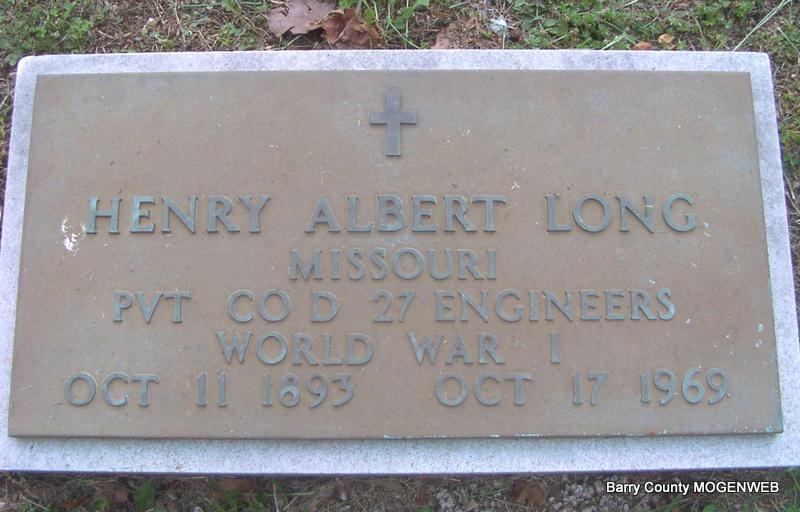 HENRY ALBERT LONG
MISSOURI
PVT CO D 27 ENGINEERS
WORLD WAR I
OCT 11 1893 OCT 17 1969
Barry County MOGENWEB